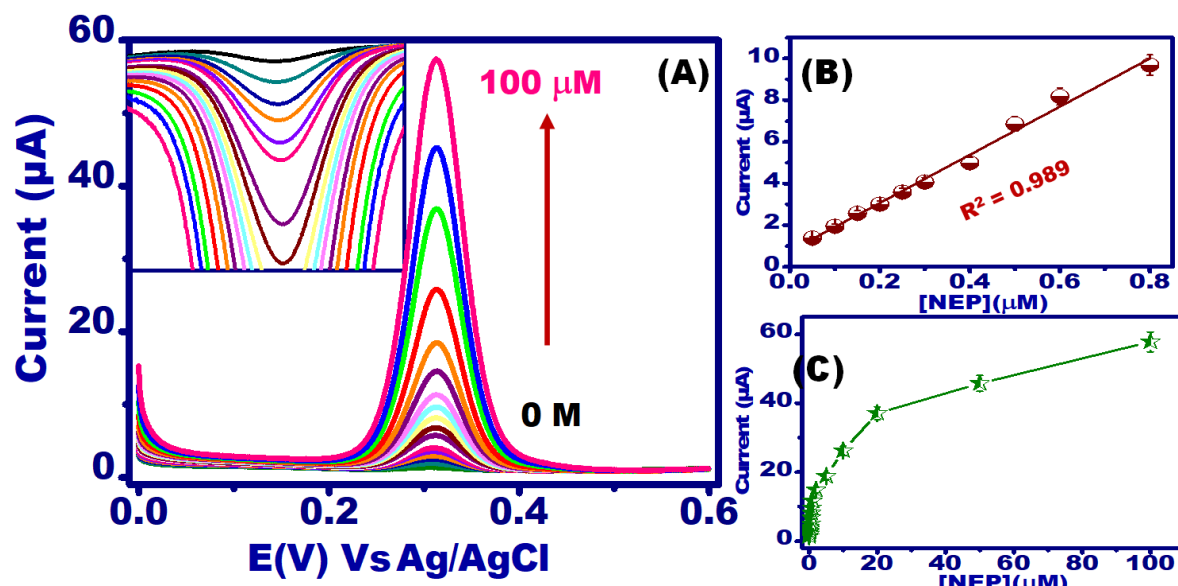 60
40
20
0
Current (µA)
0.0 0.2 0.4 0.6
E(V) Vs Ag/AgCl
(A)
100 µM
0 M
(B)
10
8
6
4
2
0
Current (µA)
R² = 0.989
0.0 0.2 0.4 0.6 0.8
[NEP](µM)
(C)
60
40
20
0
Current (µA)
0 20 40 60 80 100
[NEP](µM)